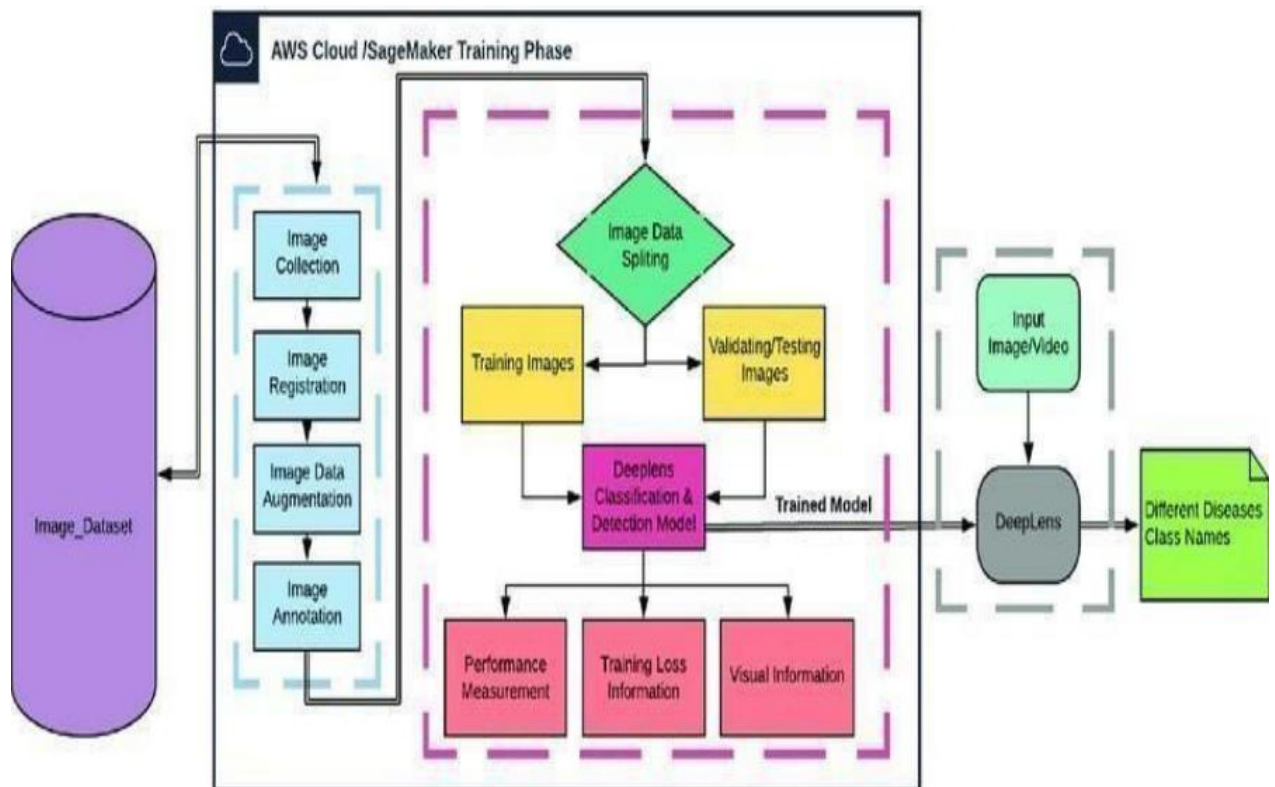 AWS Cloud /SageMaker Training Phase
Image_Dataset
Image
Collection
Image
Registration
Image Data
Augmentation
Image
Annotation
Image Data
Spliting
Training Images
Validating/Testing
Images
Deeplens
Classification &
Detection Model
Trained Model
Performance
Measurement
Training Loss
Information
Visual Information
Input
Image/Video
DeepLens
Different Diseases
Class Names